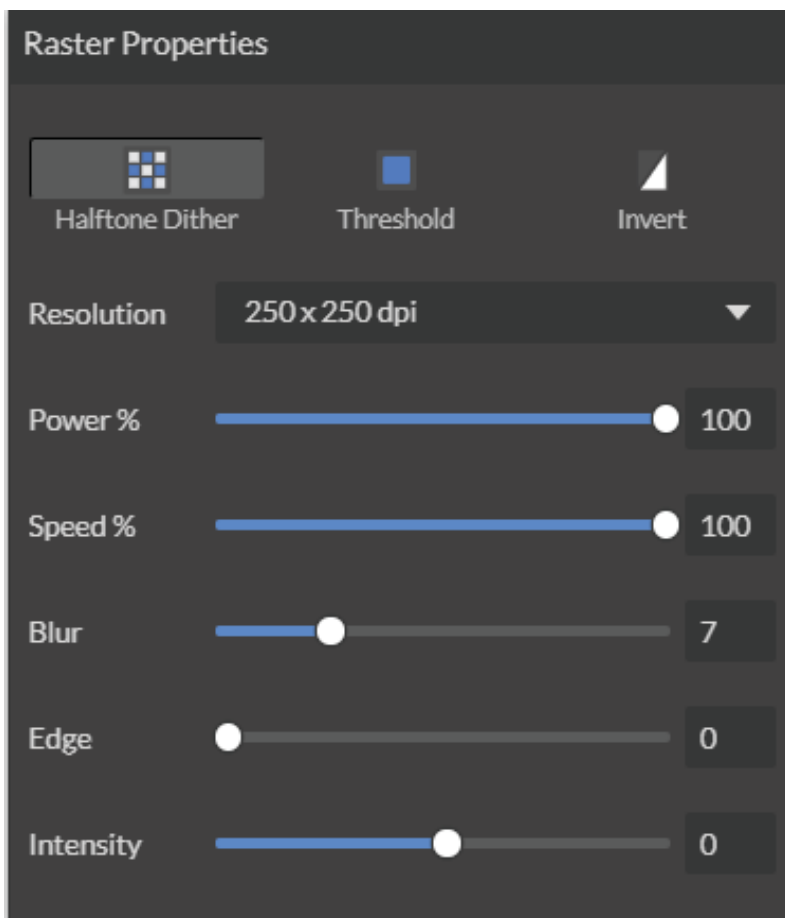 Raster Properties
Halftone Dither Threshold Invert
Resolution 250 x 250 dpi
Power % 100
Speed % 100
Blur 7
Edge 0
Intensity 0